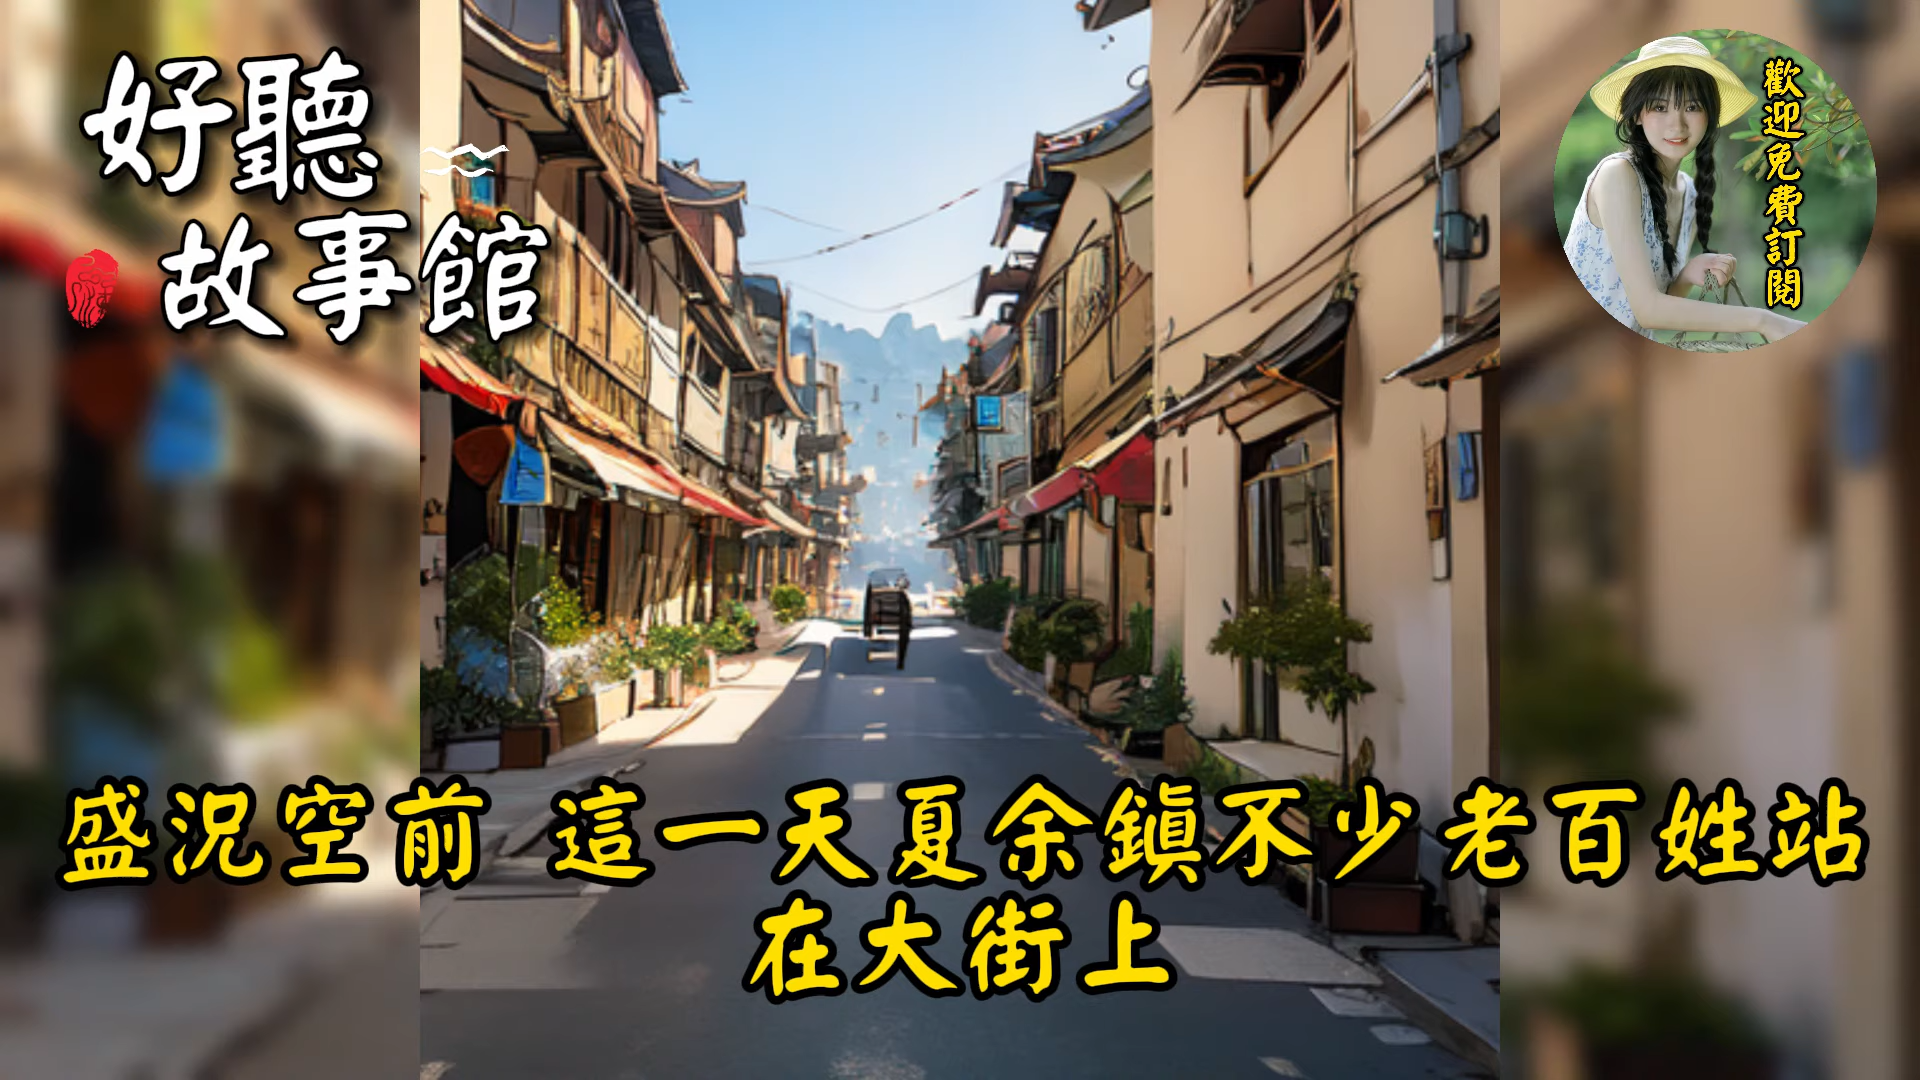 好聽
故事館
歡迎免費訂閱
盛況空前 這一天夏余鎮不少老百姓站
在大街上